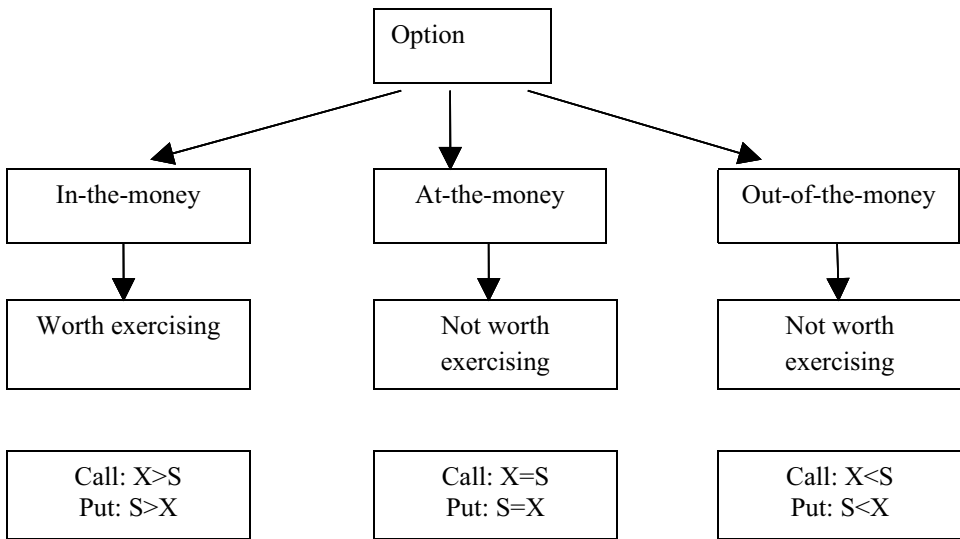 Option
In-the-money
At-the-money
Out-of-the-money
Worth exercising
Not worth
exercising
Not worth
exercising
Call: X>S
Put: S>X
Call: X=S
Put: S=X
Call: X<S
Put: S<X